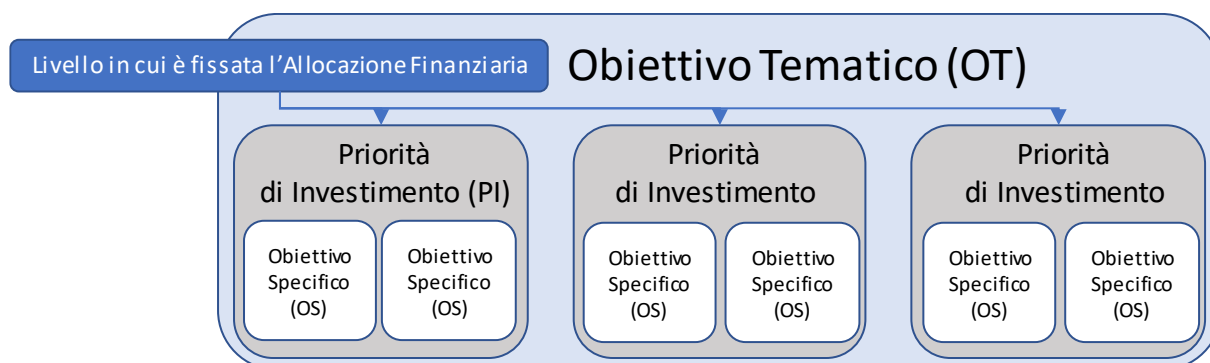 Livello in cui è fissata l'Allocazione Finanziaria
Obiettivo Tematico (OT)
Priorità
di Investimento (PI)
Obiettivo
Specifico
(OS)
Obiettivo
Specifico
(OS)
Priorità
di Investimento
Obiettivo
Specifico
(OS)
Obiettivo
Specifico
(OS)
Priorità
di Investimento
Obiettivo
Specifico
(OS)
Obiettivo
Specifico
(OS)